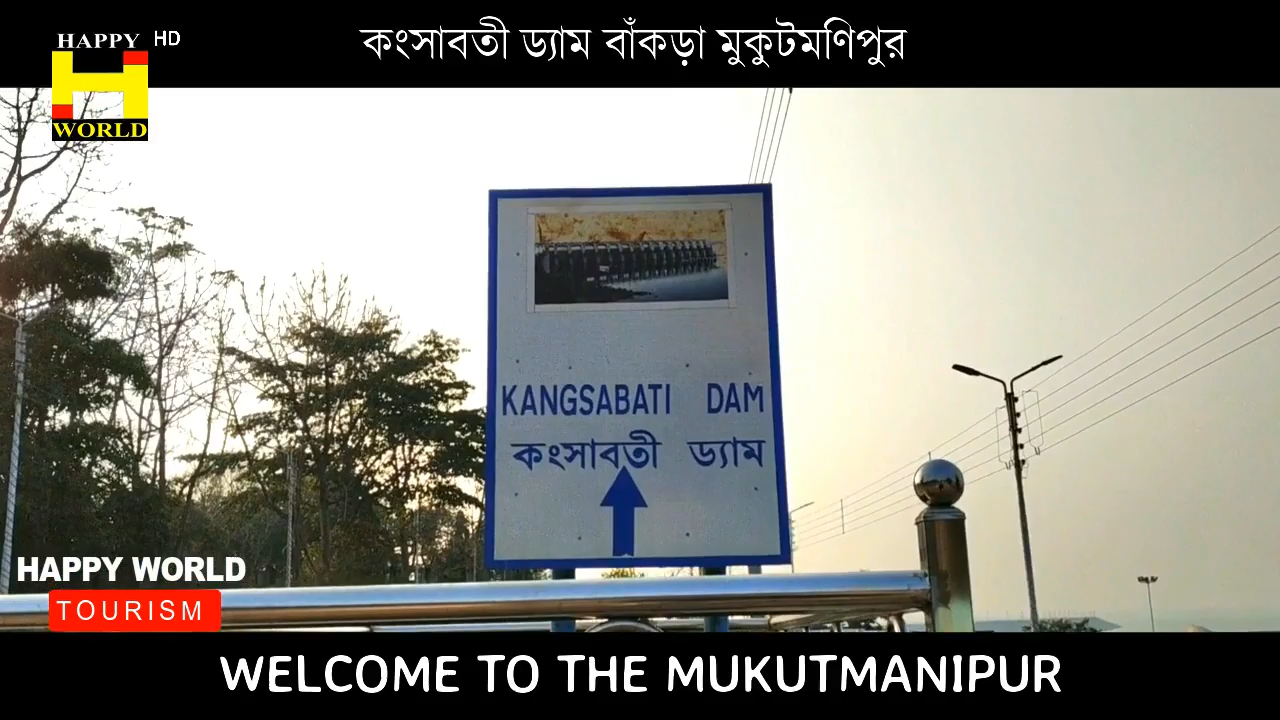 HAPPY HD
WORLD
কংসাবতী ড্যাম বাঁকড়া মুকুটমণিপুর
KANGSABATI DAM
কংসাবতী ড্যাম
HAPPY WORLD
TOURISM
WELCOME TO THE MUKUTMANIPUR